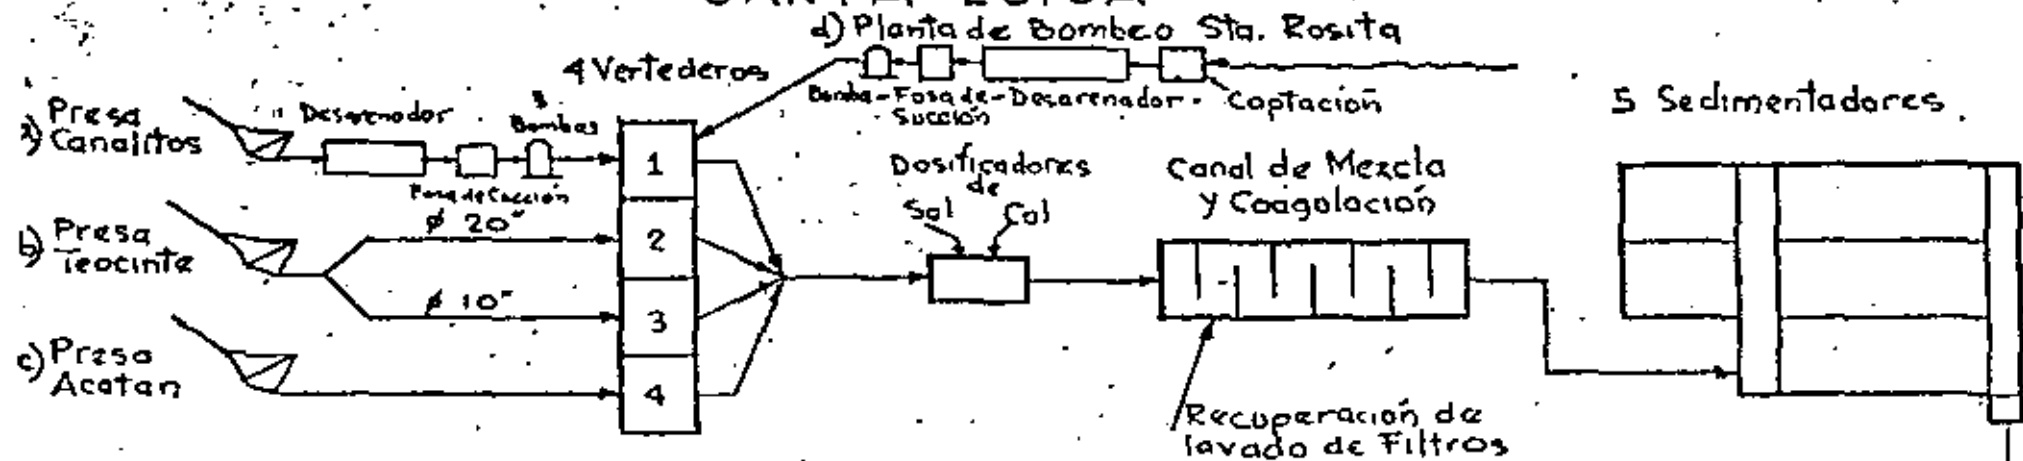 d) Planta de Bombeo Sta. Rosita
4 Vertederos
Bomba-Fosa de-Desarenador- Captación
Succión
5 Sedimentadores.
a) Presa
Canalitos
Desarenador
Bombas
1
Dosificadores
de
Sal Cal
Canal de Mezcla
y Coagulación
Fosa de Succión
b) Presa
Teocinte
ø 20"
2
ø 10"
3
c) Presa
Acatan
4
Recuperación de
lavado de Filtros